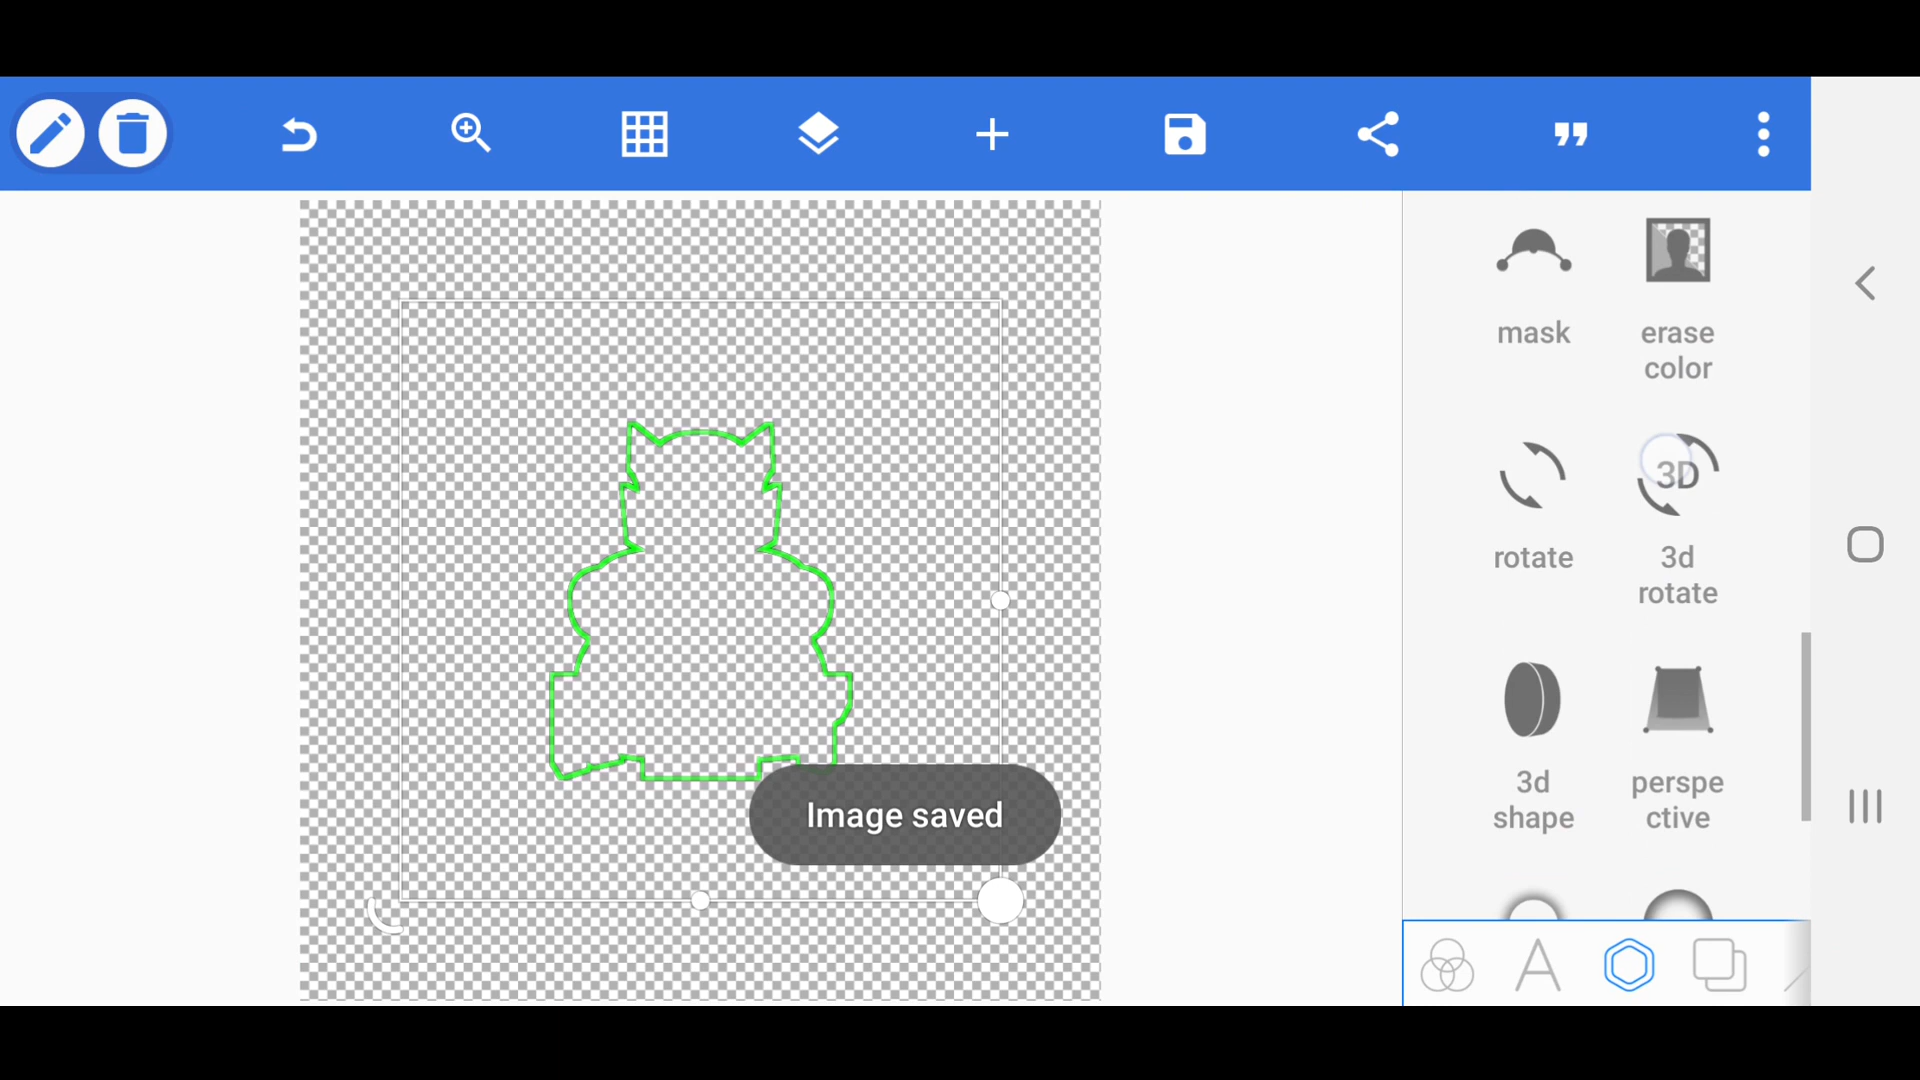 mask
erase
color
3D
rotate
3d
rotate
3d
shape
perspe
ctive
Image saved